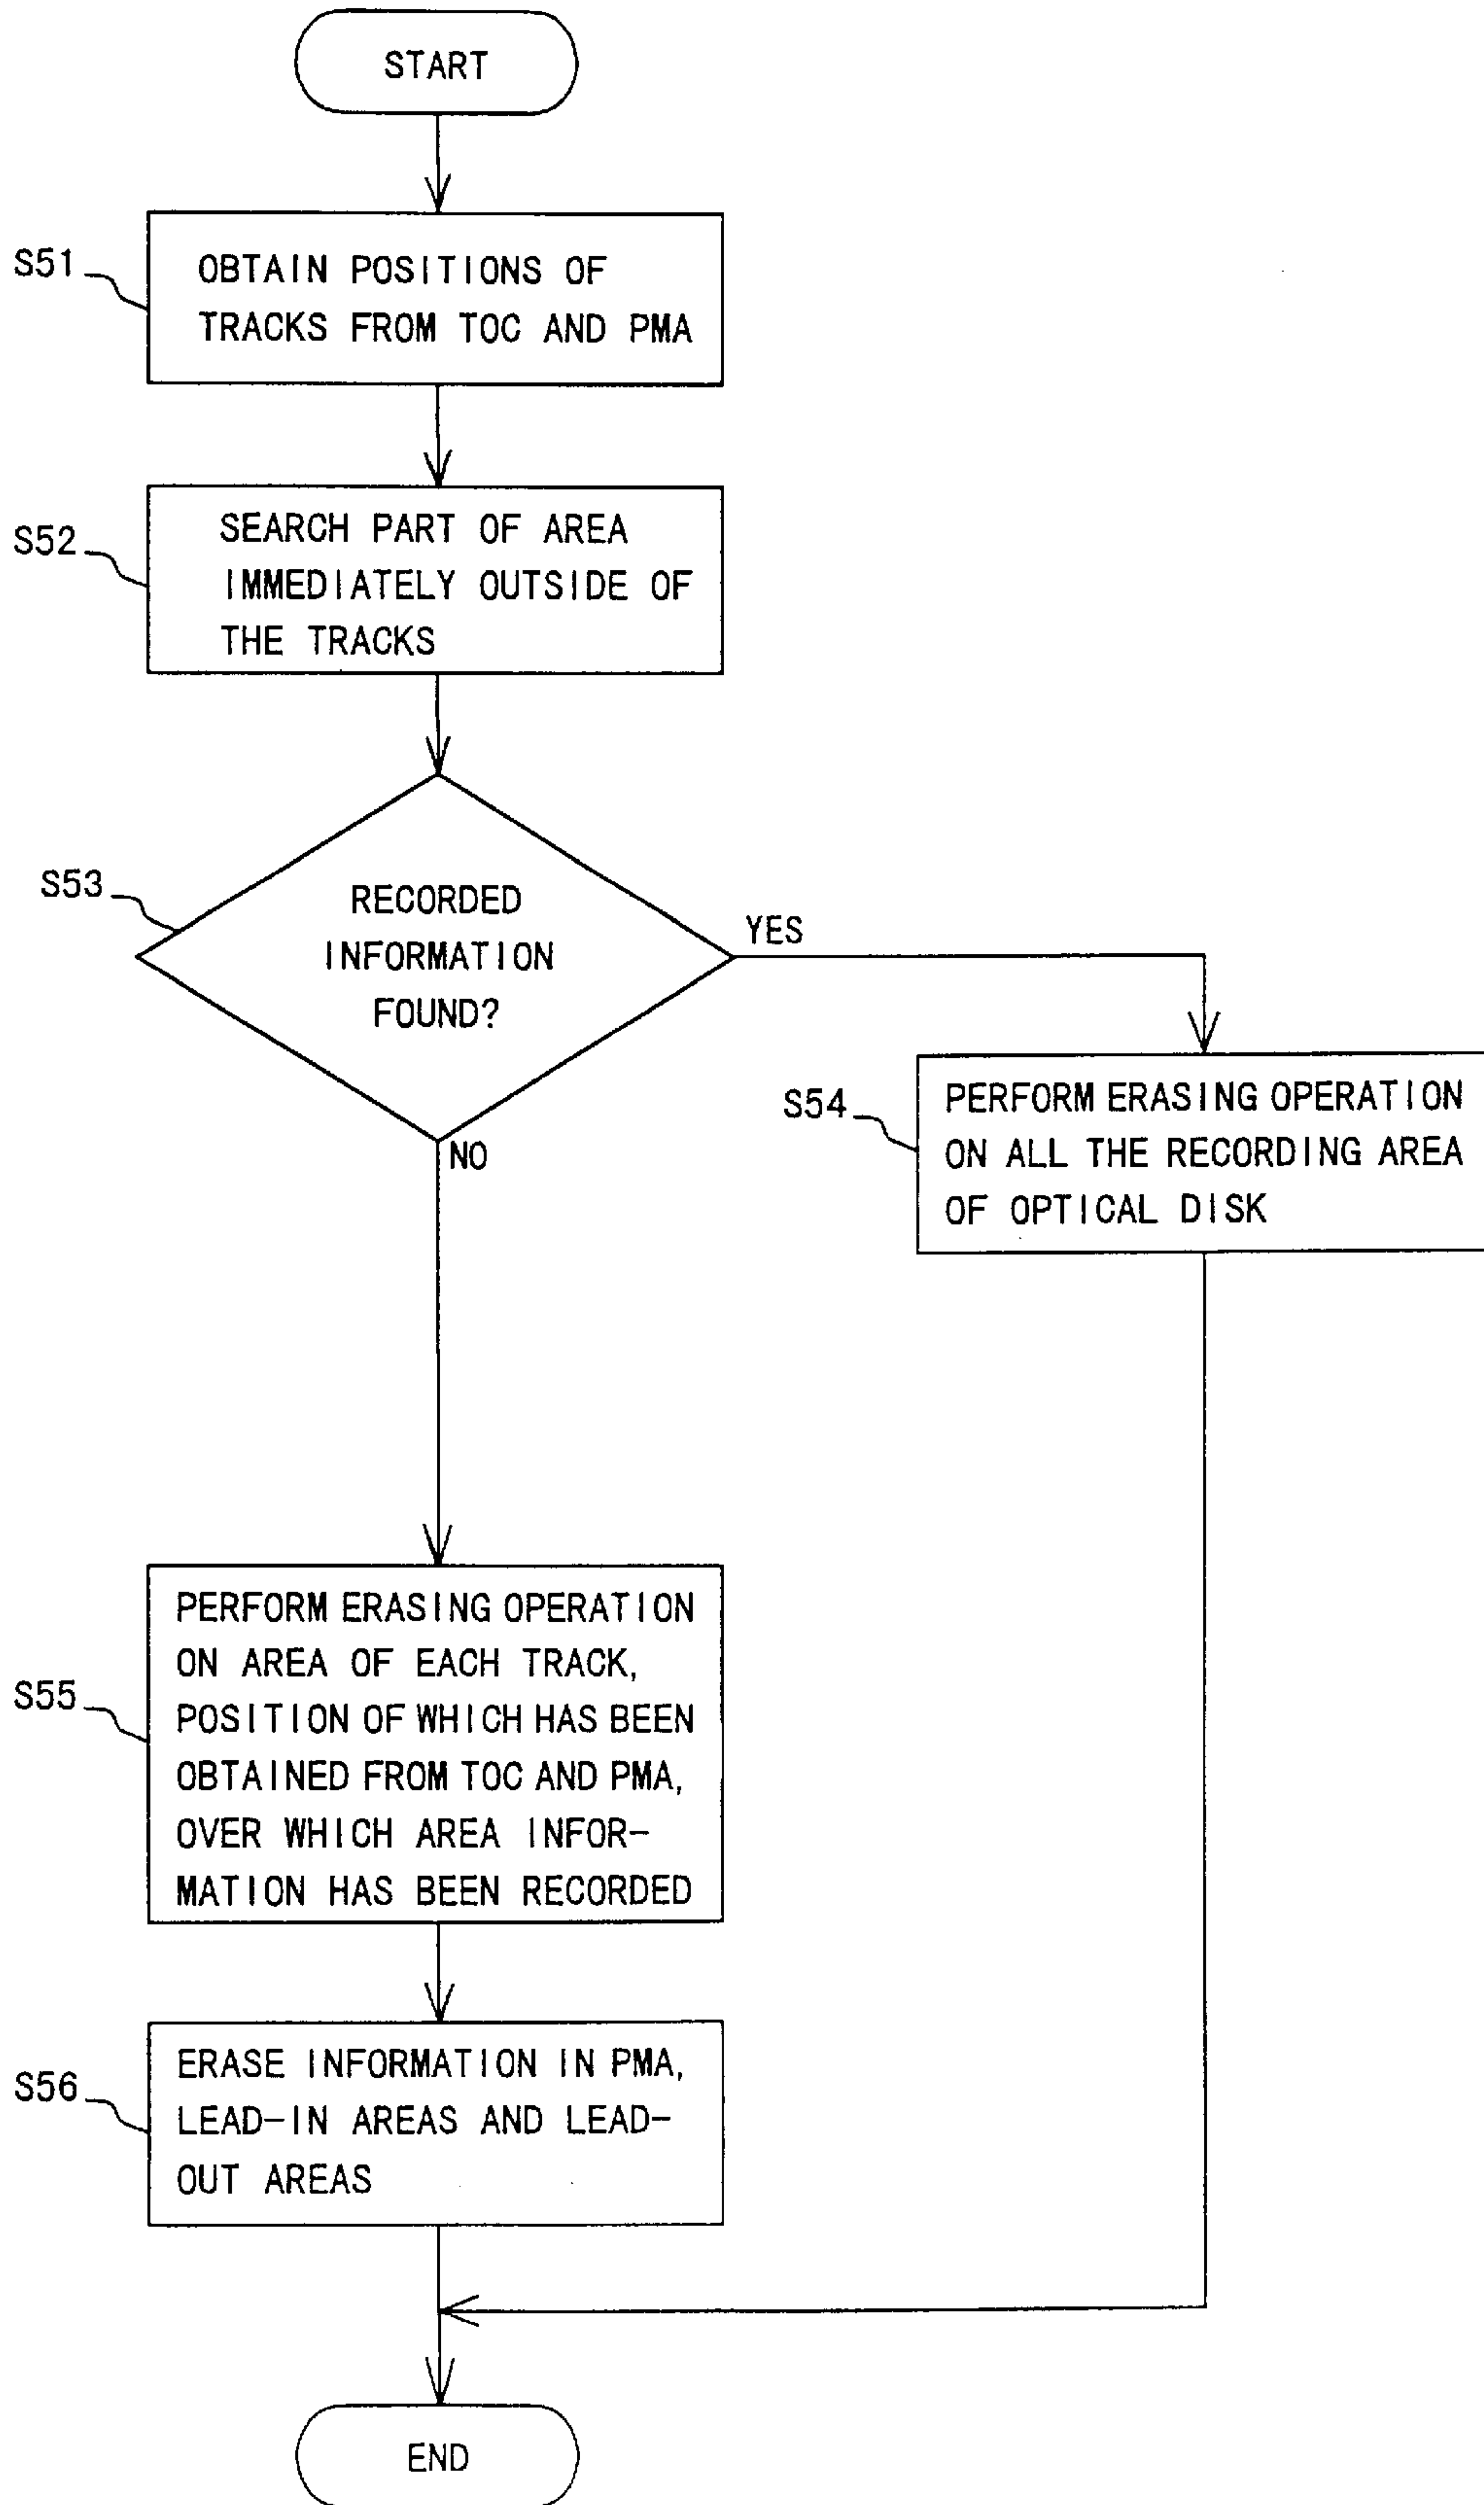 START
S51
OBTAIN POSITIONS OF
TRACKS FROM TOC AND PMA
S52
SEARCH PART OF AREA
IMMEDIATELY OUTSIDE OF
THE TRACKS
S53
RECORDED
INFORMATION
FOUND?
YES
NO
S54
PERFORM ERASING OPERATION
ON ALL THE RECORDING AREA
OF OPTICAL DISK
S55
PERFORM ERASING OPERATION
ON AREA OF EACH TRACK,
POSITION OF WHICH HAS BEEN
OBTAINED FROM TOC AND PMA,
OVER WHICH AREA INFOR-
MATION HAS BEEN RECORDED
S56
ERASE INFORMATION IN PMA,
LEAD-IN AREAS AND LEAD-
OUT AREAS
END